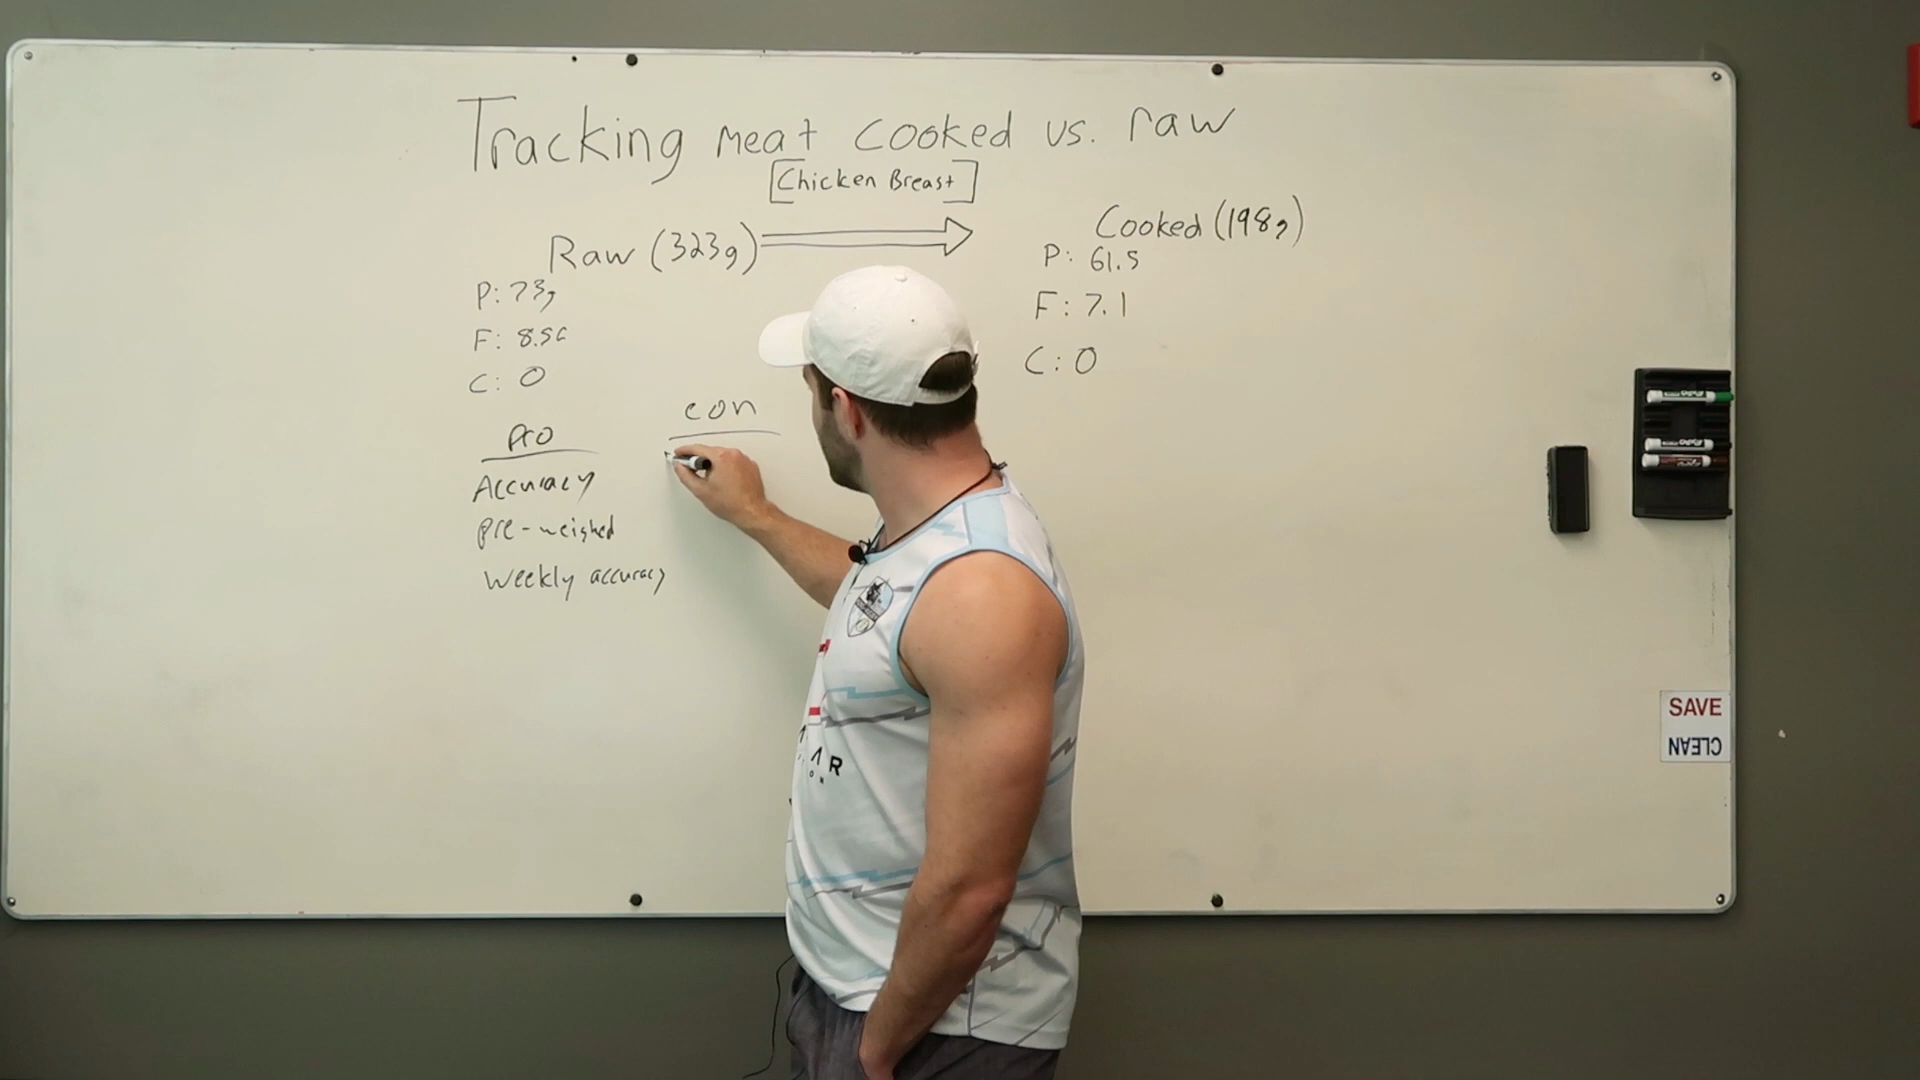 Tracking meat cooked vs. raw
[Chicken Breast]
Raw (323g)
Cooked (198g)
P: 73g
F: 8.56
C: 0
P: 61.5
F: 7.1
C: 0
Pro
con
Accuracy
pre-weighed
weekly accuracy
SAVE
CLEAN